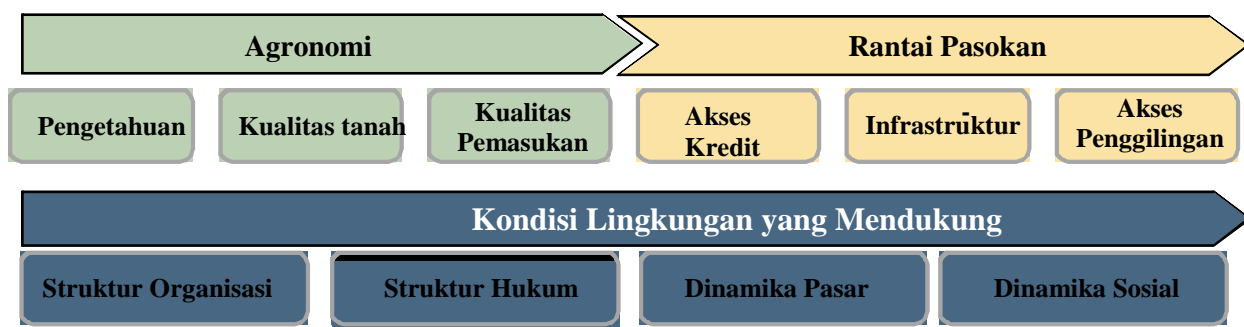 Agronomi
Rantai Pasokan
Pengetahuan
Kualitas tanah
Kualitas
Pemasukan
Akses
Kredit
Infrastruktur
Akses
Penggilingan
Kondisi Lingkungan yang Mendukung
Struktur Organisasi
Struktur Hukum
Dinamika Pasar
Dinamika Sosial